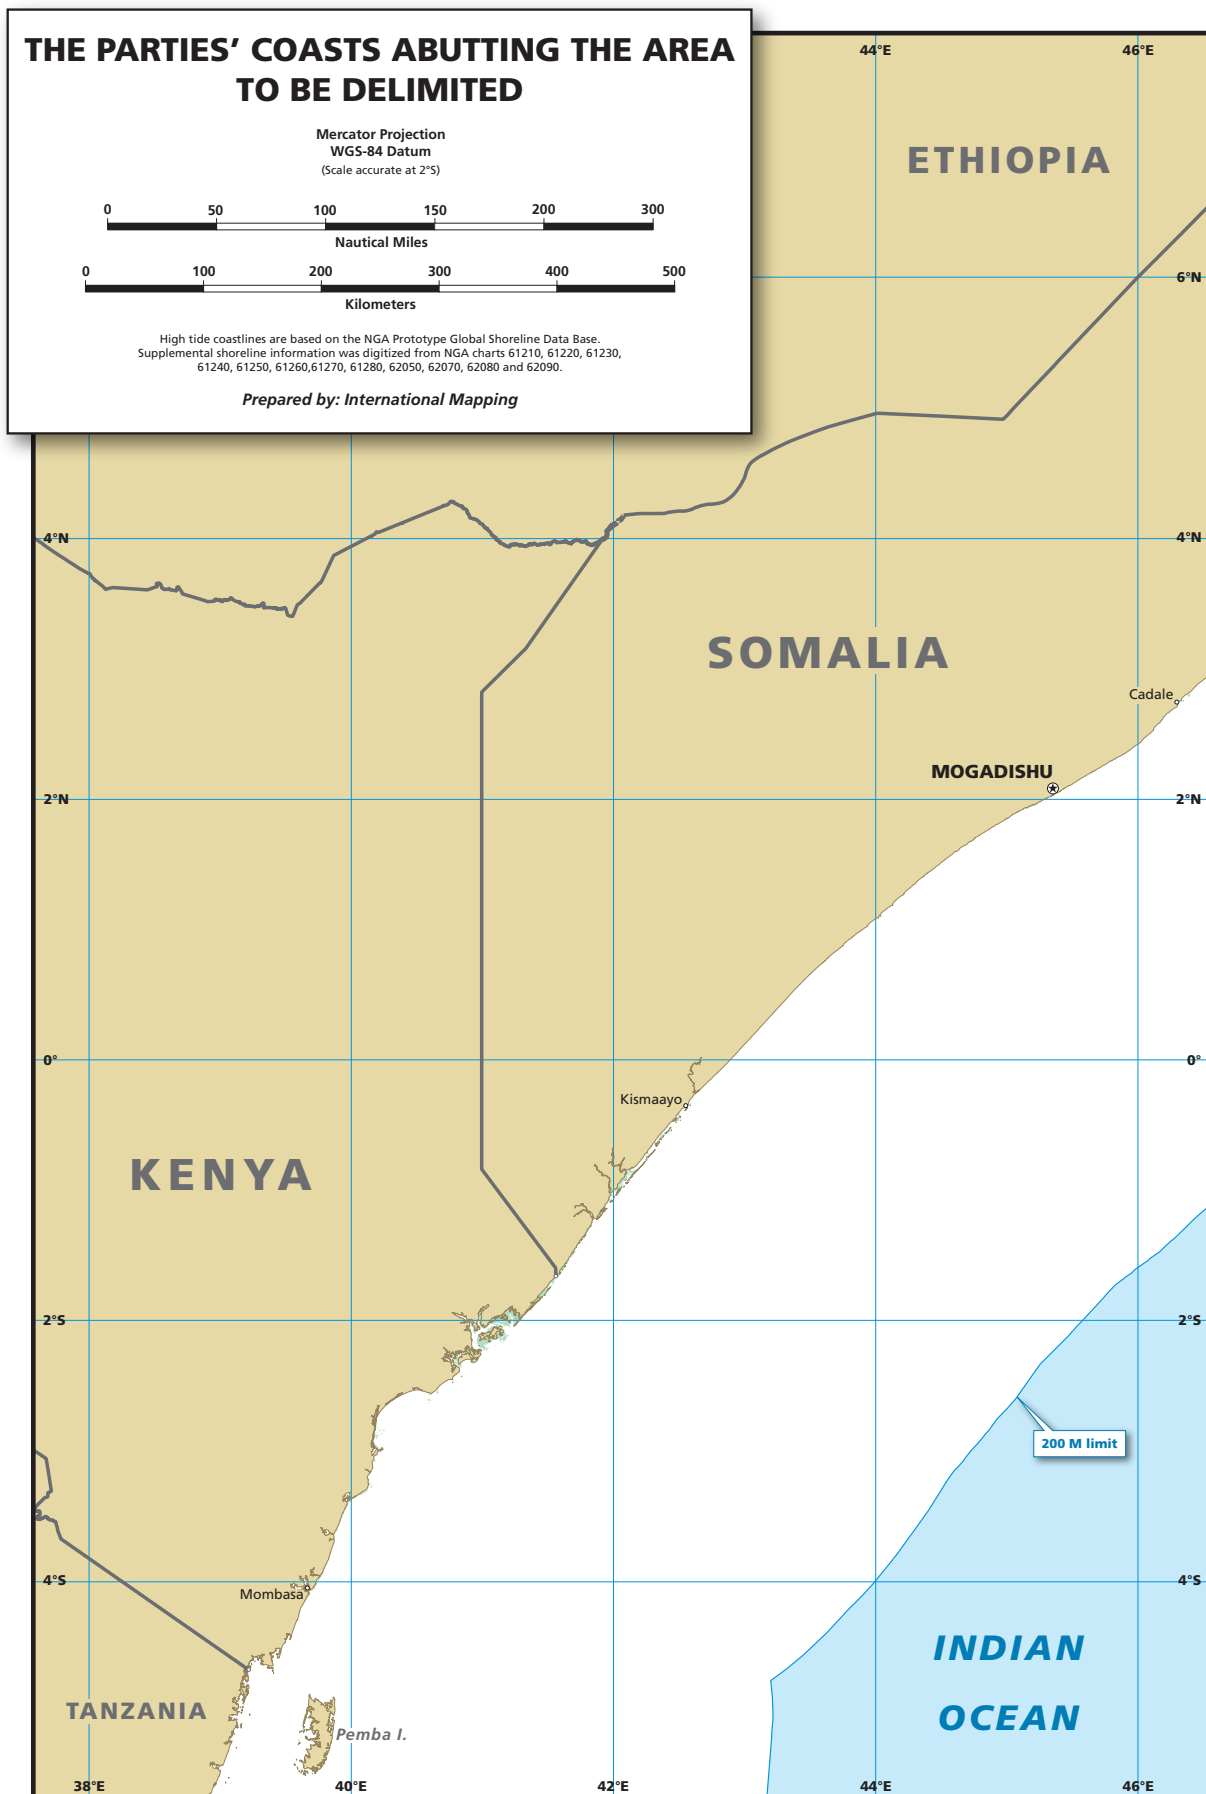 THE PARTIES' COASTS ABUTTING THE AREA
TO BE DELIMITED
Mercator Projection
WGS-84 Datum
(Scale accurate at 2°S)
0 50 100 150 200 300
Nautical Miles
0 100 200 300 400 500
Kilometers
High tide coastlines are based on the NGA Prototype Global Shoreline Data Base.
Supplemental shoreline information was digitized from NGA charts 61210, 61220, 61230,
61240, 61250, 61260,61270, 61280, 62050, 62070, 62080 and 62090.
Prepared by: International Mapping
44°E 46°E
ETHIOPIA
6°N
4°N 4°N
SOMALIA
Cadale
MOGADISHU
2°N 2°N
0° 0°
Kismaayo
KENYA
2°S 2°S
200 M limit
4°S 4°S
Mombasa
INDIAN
OCEAN
TANZANIA
Pemba I.
38°E 40°E 42°E 44°E 46°E